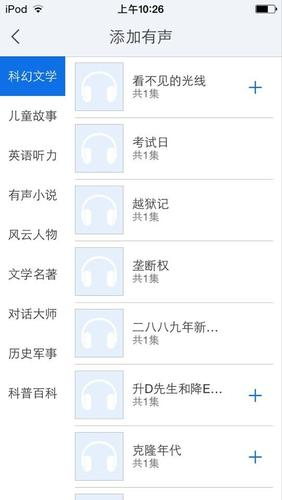 iPod 上午10:26
添加有声
科幻文学
儿童故事
英语听力
有声小说
风云人物
文学名著
对话大师
历史军事
科普百科
看不见的光线
共1集
考试日
共1集
越狱记
共1集
垄断权
共1集
二八八九年新…
共1集
升D先生和降E…
共1集
克隆年代
共1集